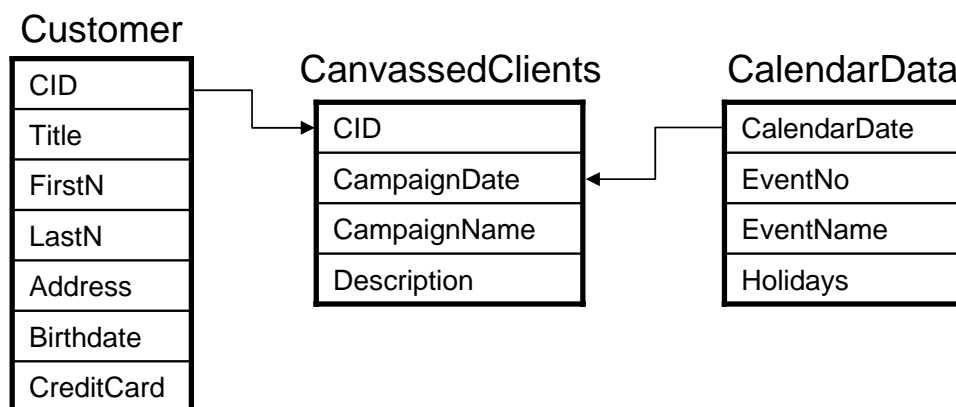 Customer
CID
Title
FirstN
LastN
Address
Birthdate
CreditCard
CanvassedClients
CID
CampaignDate
CampaignName
Description
CalendarData
CalendarDate
EventNo
EventName
Holidays